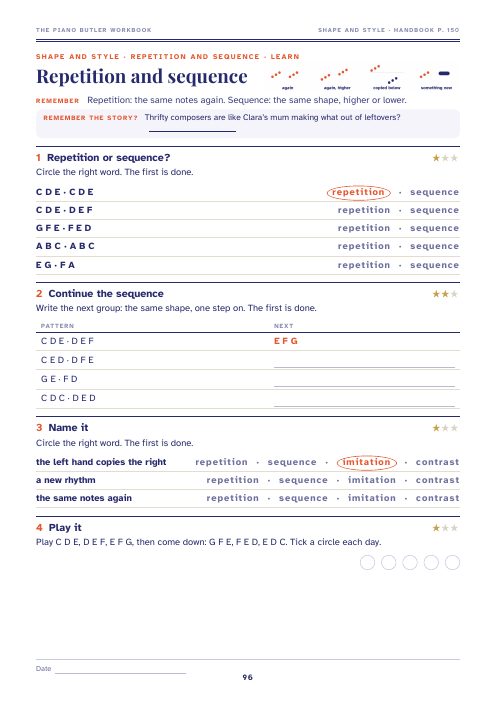 THE PIANO BUTLER WORKBOOK
SHAPE AND STYLE · HANDBOOK P. 150
SHAPE AND STYLE · REPETITION AND SEQUENCE · LEARN
Repetition and sequence
again
again, higher
copied below
something new
REMEMBER Repetition: the same notes again. Sequence: the same shape, higher or lower.
REMEMBER THE STORY? Thrifty composers are like Clara's mum making what out of leftovers?
1 Repetition or sequence?
Circle the right word. The first is done.
C D E · C D E repetition · sequence
C D E · D E F repetition · sequence
G F E · F E D repetition · sequence
A B C · A B C repetition · sequence
E G · F A repetition · sequence
2 Continue the sequence
Write the next group: the same shape, one step on. The first is done.
PATTERN NEXT
C D E · D E F E F G
C E D · D F E
G E · F D
C D C · D E D
3 Name it
Circle the right word. The first is done.
the left hand copies the right repetition · sequence · imitation · contrast
a new rhythm repetition · sequence · imitation · contrast
the same notes again repetition · sequence · imitation · contrast
4 Play it
Play C D E, D E F, E F G, then come down: G F E, F E D, E D C. Tick a circle each day.
Date
96